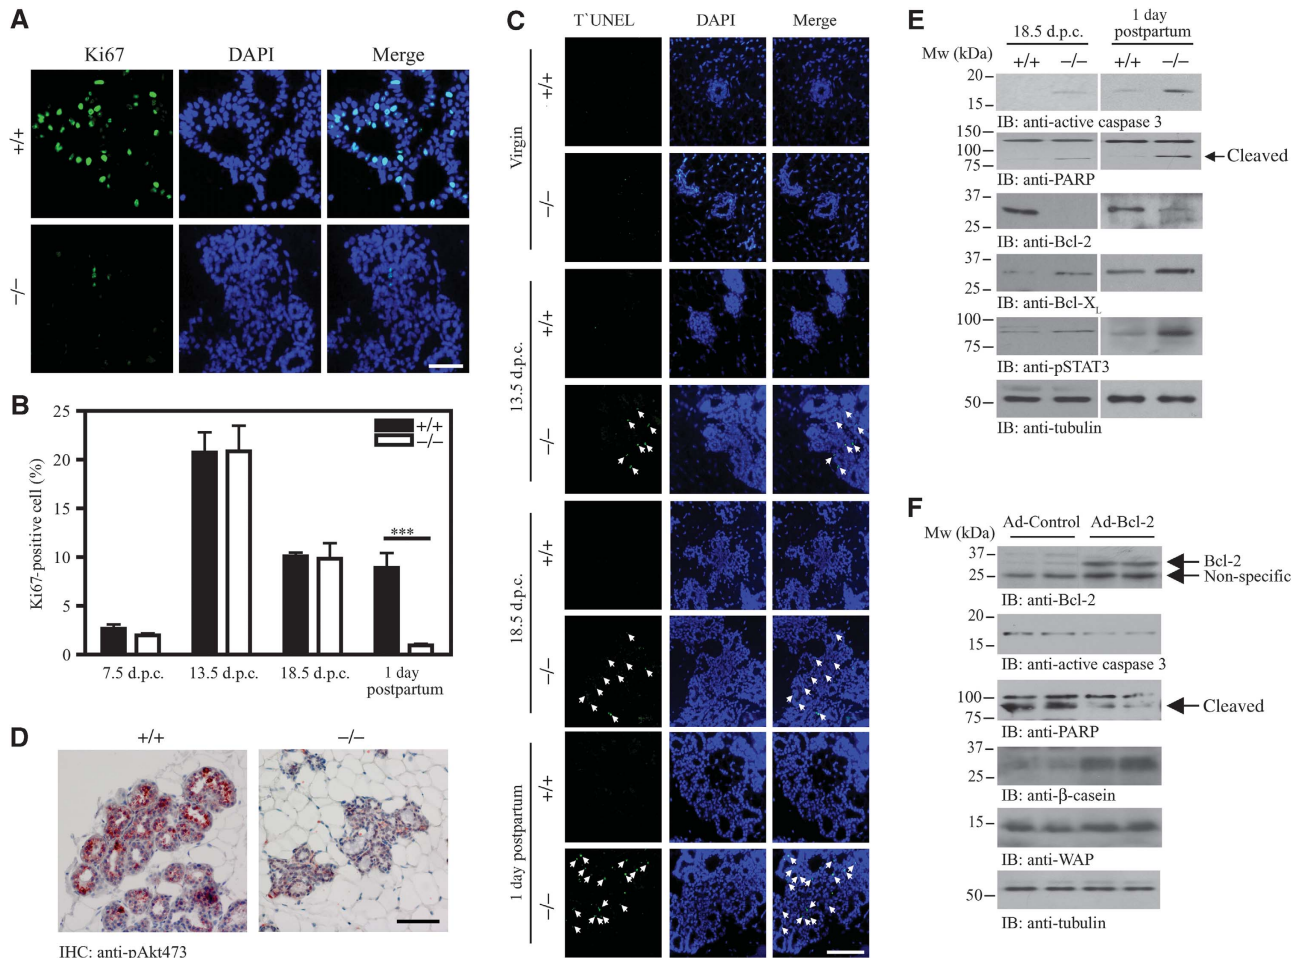 A
Ki67 DAPI Merge
+/+
−/−
B
25
20
15
10
5
0
Ki67-positive cell (%)
+/+
−/−
***
7.5 d.p.c. 13.5 d.p.c. 18.5 d.p.c. 1 day
postpartum
D
+/+ −/−
IHC: anti-pAkt473
C
T`UNEL DAPI Merge
Virgin
+/+
−/−
13.5 d.p.c.
+/+
−/−
18.5 d.p.c.
+/+
−/−
1 day postpartum
+/+
−/−
E
18.5 d.p.c. 1 day
postpartum
Mw (kDa) +/+ −/− +/+ −/−
20
15
IB: anti-active caspase 3
150
100
75
Cleaved
IB: anti-PARP
37
25
IB: anti-Bcl-2
37
25
IB: anti-Bcl-XL
100
75
IB: anti-pSTAT3
50
IB: anti-tubulin
F
Ad-Control Ad-Bcl-2
Mw (kDa)
37
Bcl-2
25
Non-specific
IB: anti-Bcl-2
20
15
IB: anti-active caspase 3
100
75
Cleaved
IB: anti-PARP
37
25
IB: anti-β-casein
15
IB: anti-WAP
50
IB: anti-tubulin